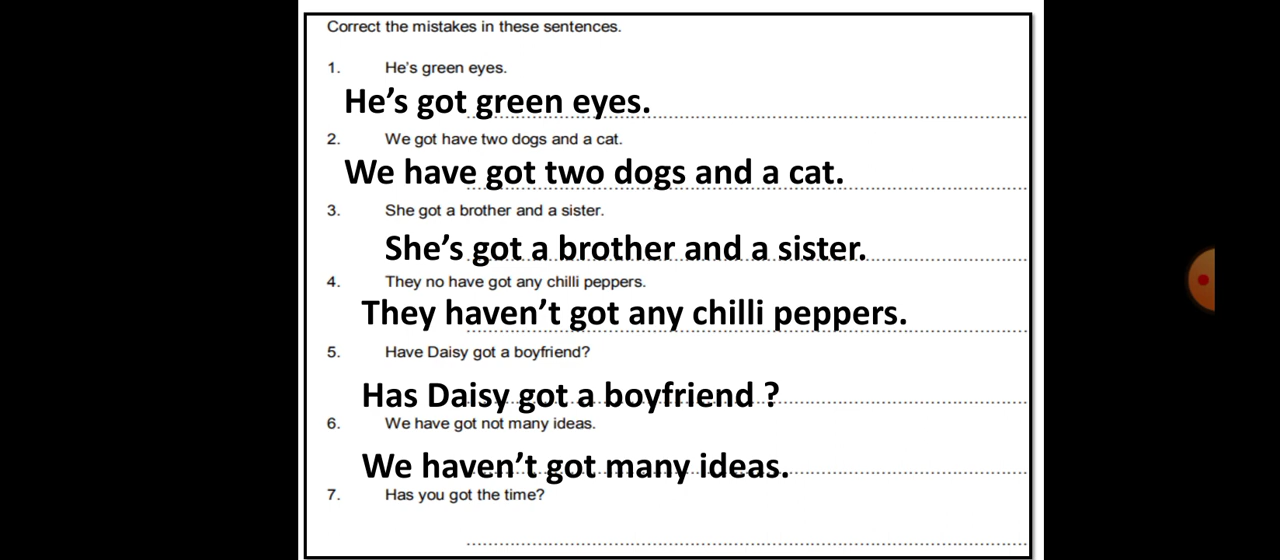 Correct the mistakes in these sentences.
1. He's green eyes.
He’s got green eyes.
2. We got have two dogs and a cat.
We have got two dogs and a cat.
3. She got a brother and a sister.
She’s got a brother and a sister.
4. They no have got any chilli peppers.
They haven’t got any chilli peppers.
5. Have Daisy got a boyfriend?
Has Daisy got a boyfriend ?
6. We have got not many ideas.
We haven’t got many ideas.
7. Has you got the time?